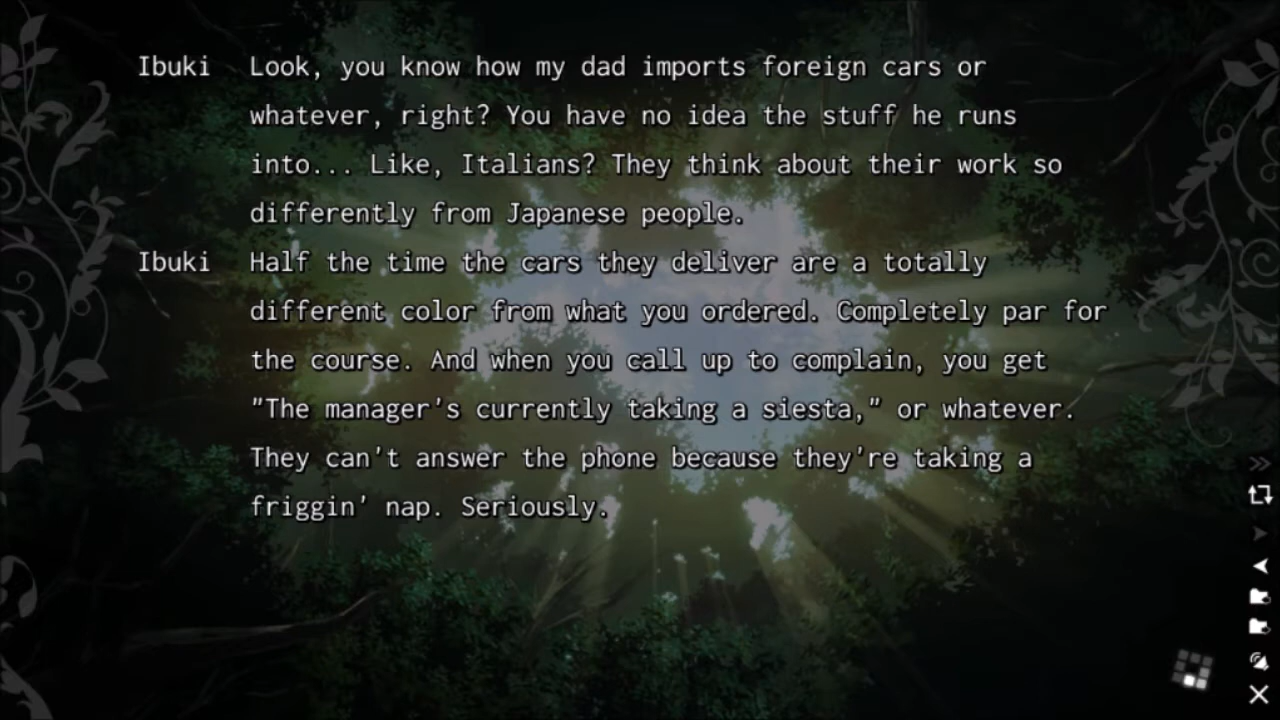 Ibuki Look, you know how my dad imports foreign cars or
whatever, right? You have no idea the stuff he runs
into... Like, Italians? They think about their work so
differently from Japanese people.
Ibuki Half the time the cars they deliver are a totally
different color from what you ordered. Completely par for
the course. And when you call up to complain, you get
"The manager's currently taking a siesta," or whatever.
They can't answer the phone because they're taking a
friggin' nap. Seriously.